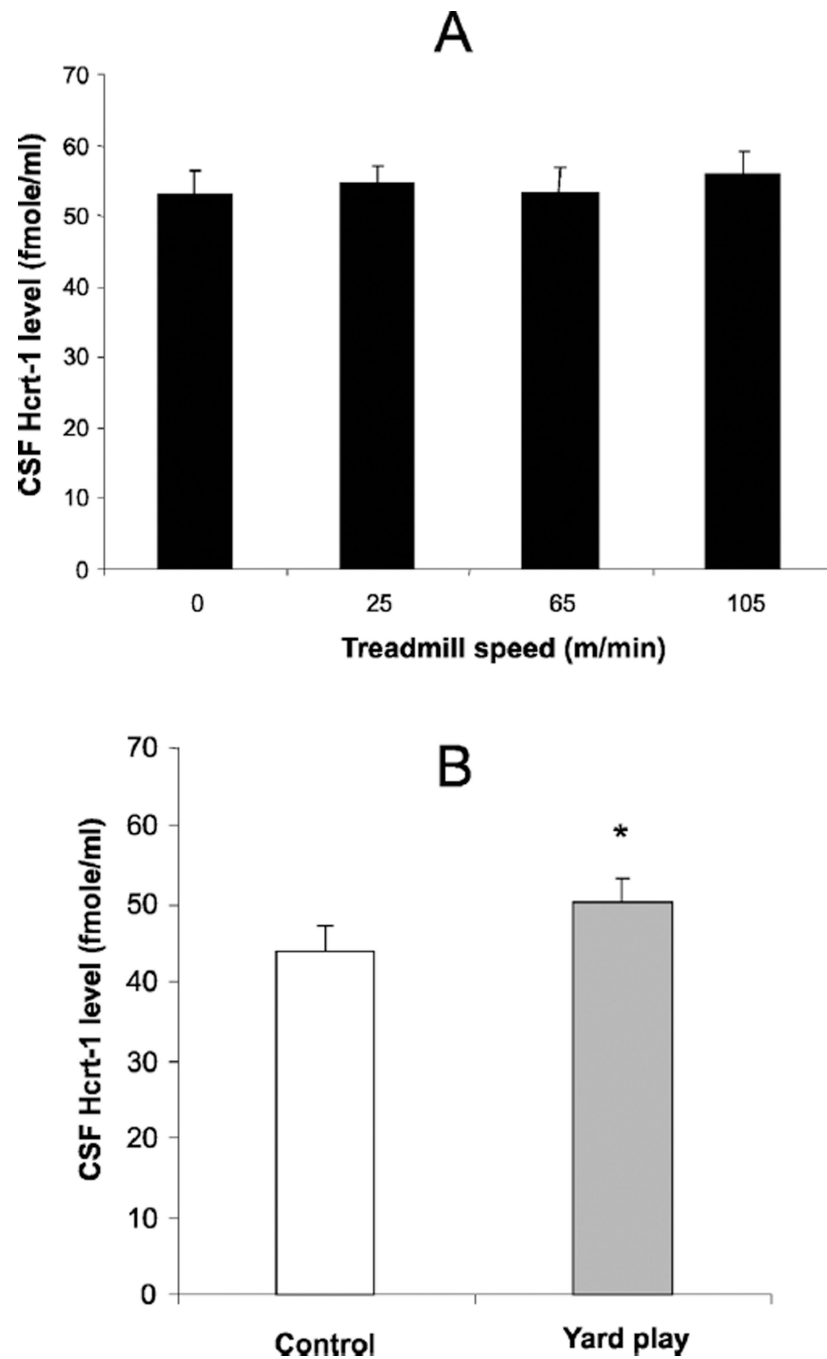 A
70
60
50
40
30
20
10
0
CSF Hcrt-1 level (fmole/ml)
0 25 65 105
Treadmill speed (m/min)
B
70
60
50
40
30
20
10
0
CSF Hcrt-1 level (fmole/ml)
*
Control Yard play